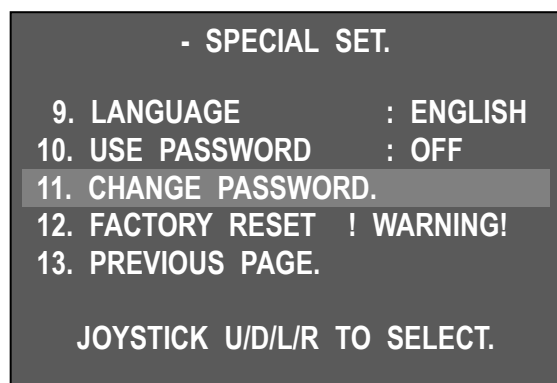 - SPECIAL SET.
9. LANGUAGE : ENGLISH
10. USE PASSWORD : OFF
11. CHANGE PASSWORD.
12. FACTORY RESET ! WARNING!
13. PREVIOUS PAGE.
JOYSTICK U/D/L/R TO SELECT.